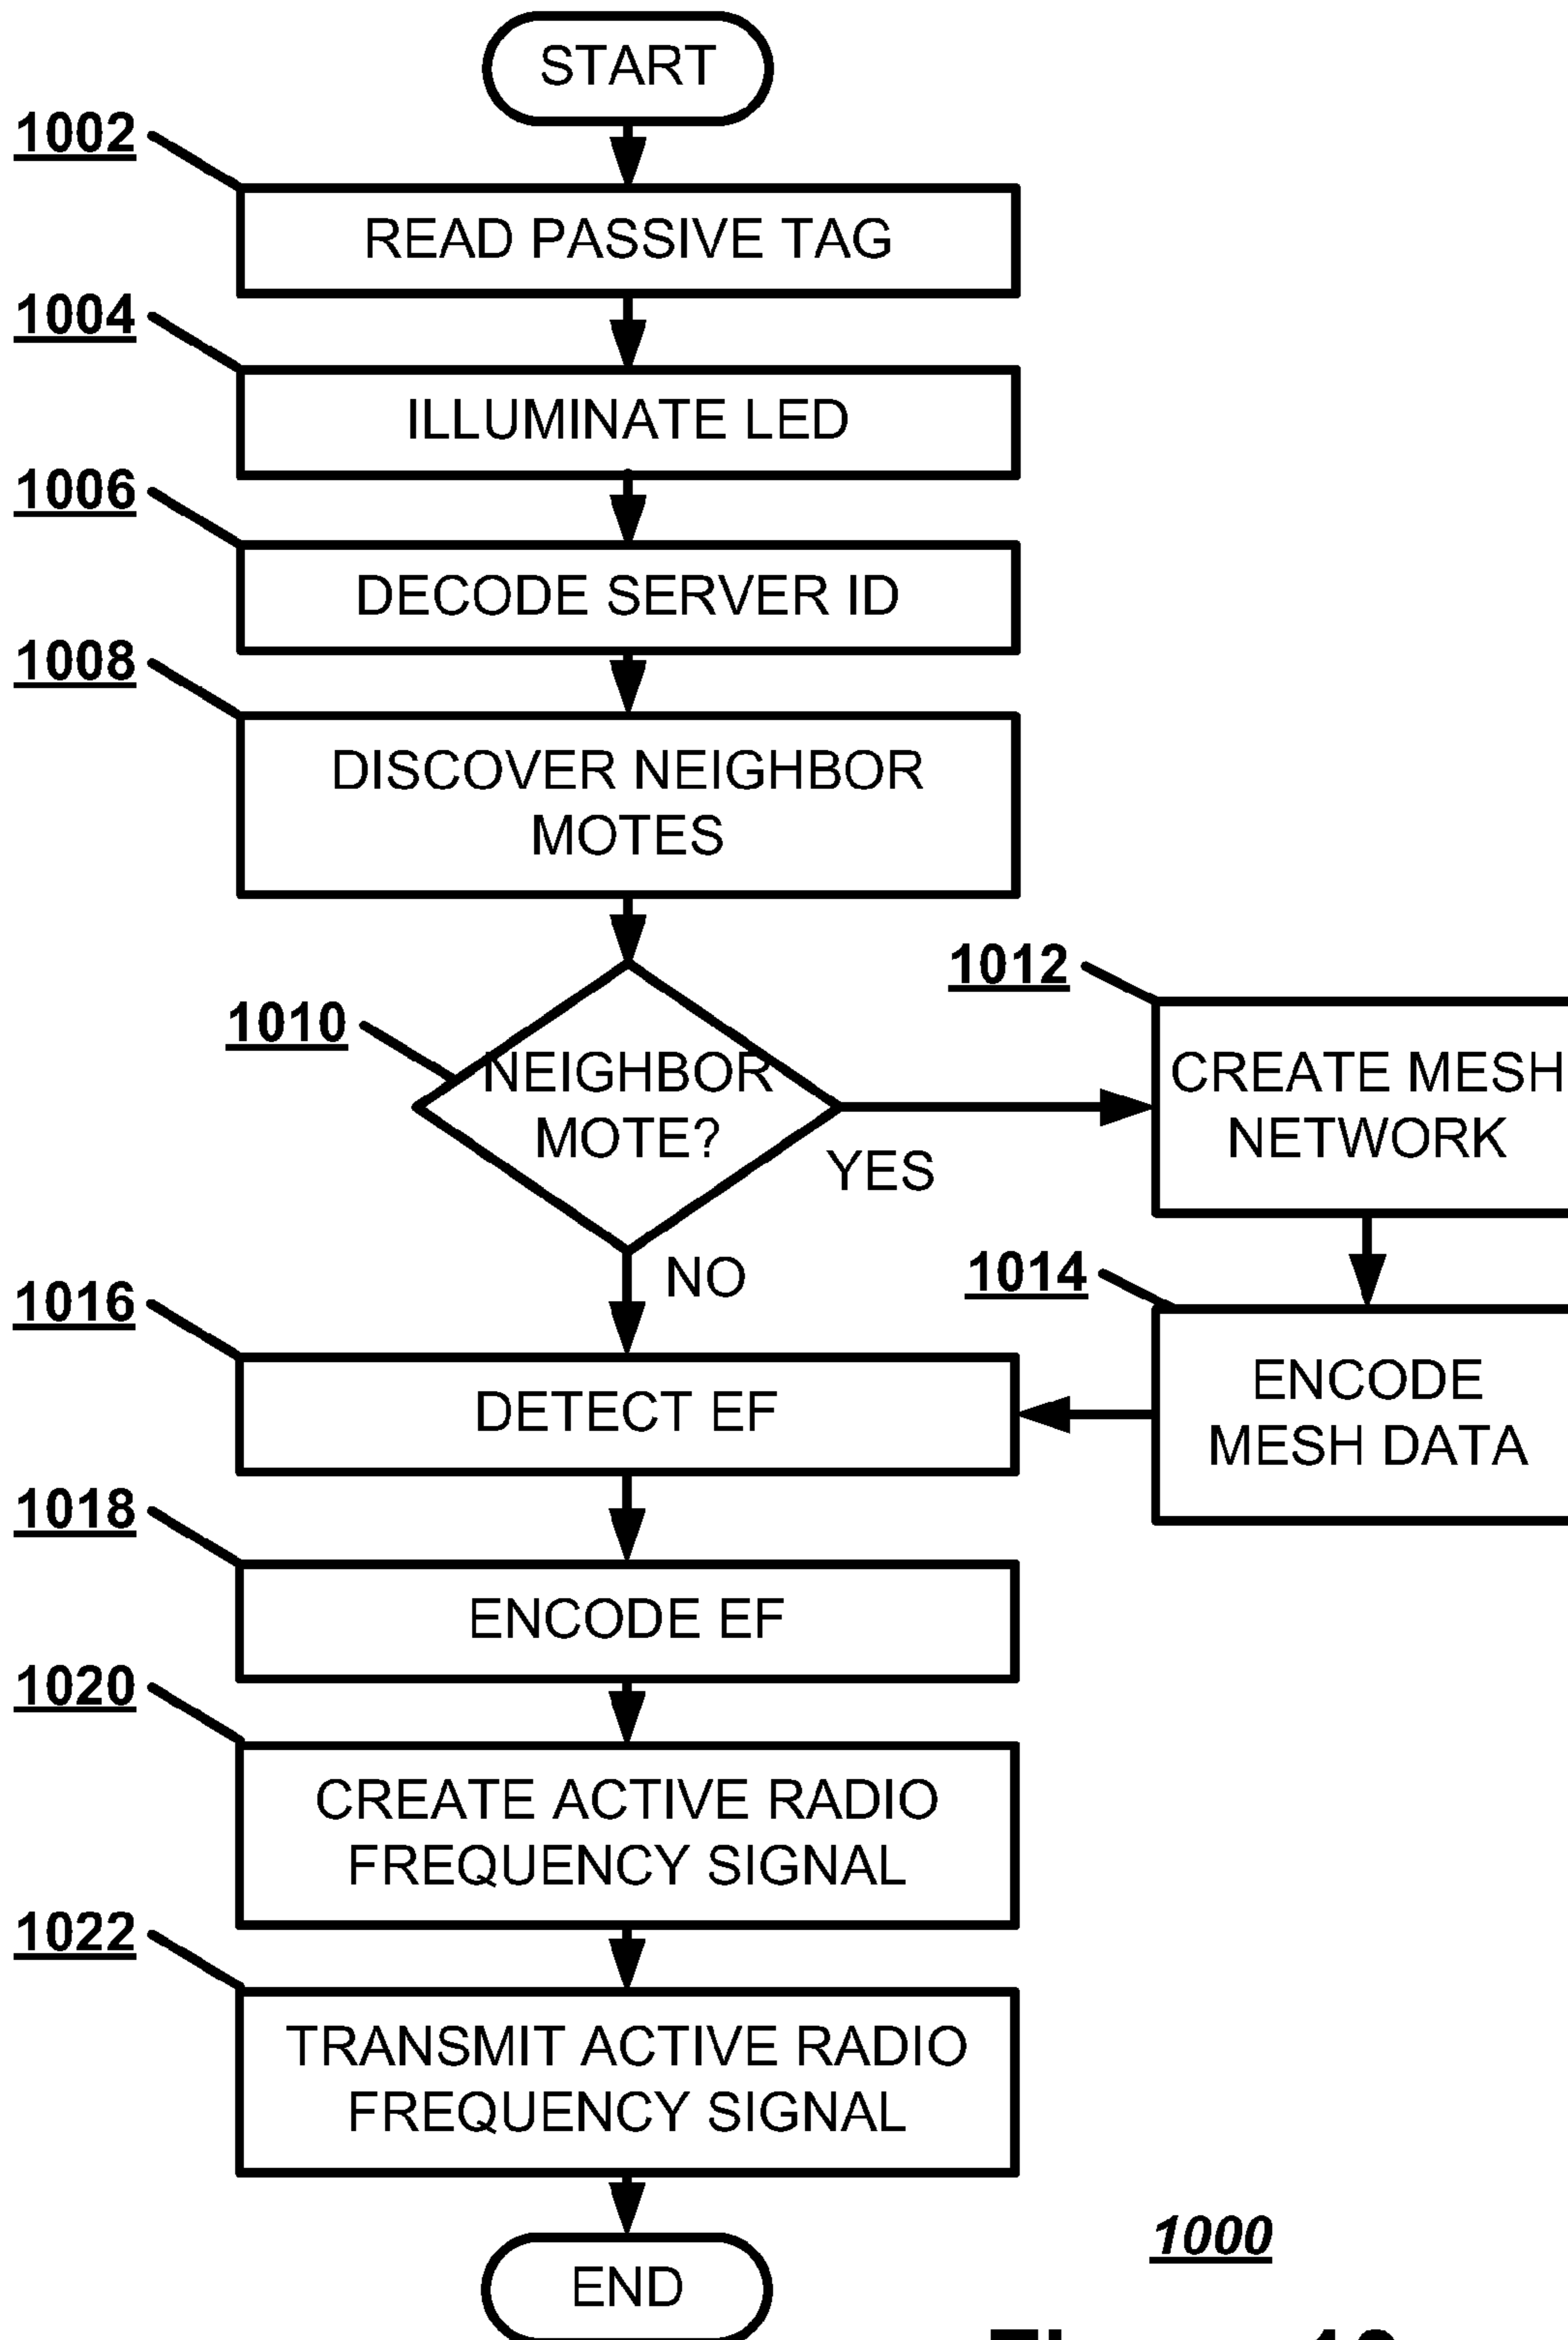 START
1002
READ PASSIVE TAG
1004
ILLUMINATE LED
1006
DECODE SERVER ID
1008
DISCOVER NEIGHBOR
MOTES
1010
NEIGHBOR
MOTE?
YES
1012
CREATE MESH
NETWORK
NO
1014
ENCODE
MESH DATA
1016
DETECT EF
1018
ENCODE EF
1020
CREATE ACTIVE RADIO
FREQUENCY SIGNAL
1022
TRANSMIT ACTIVE RADIO
FREQUENCY SIGNAL
END
1000